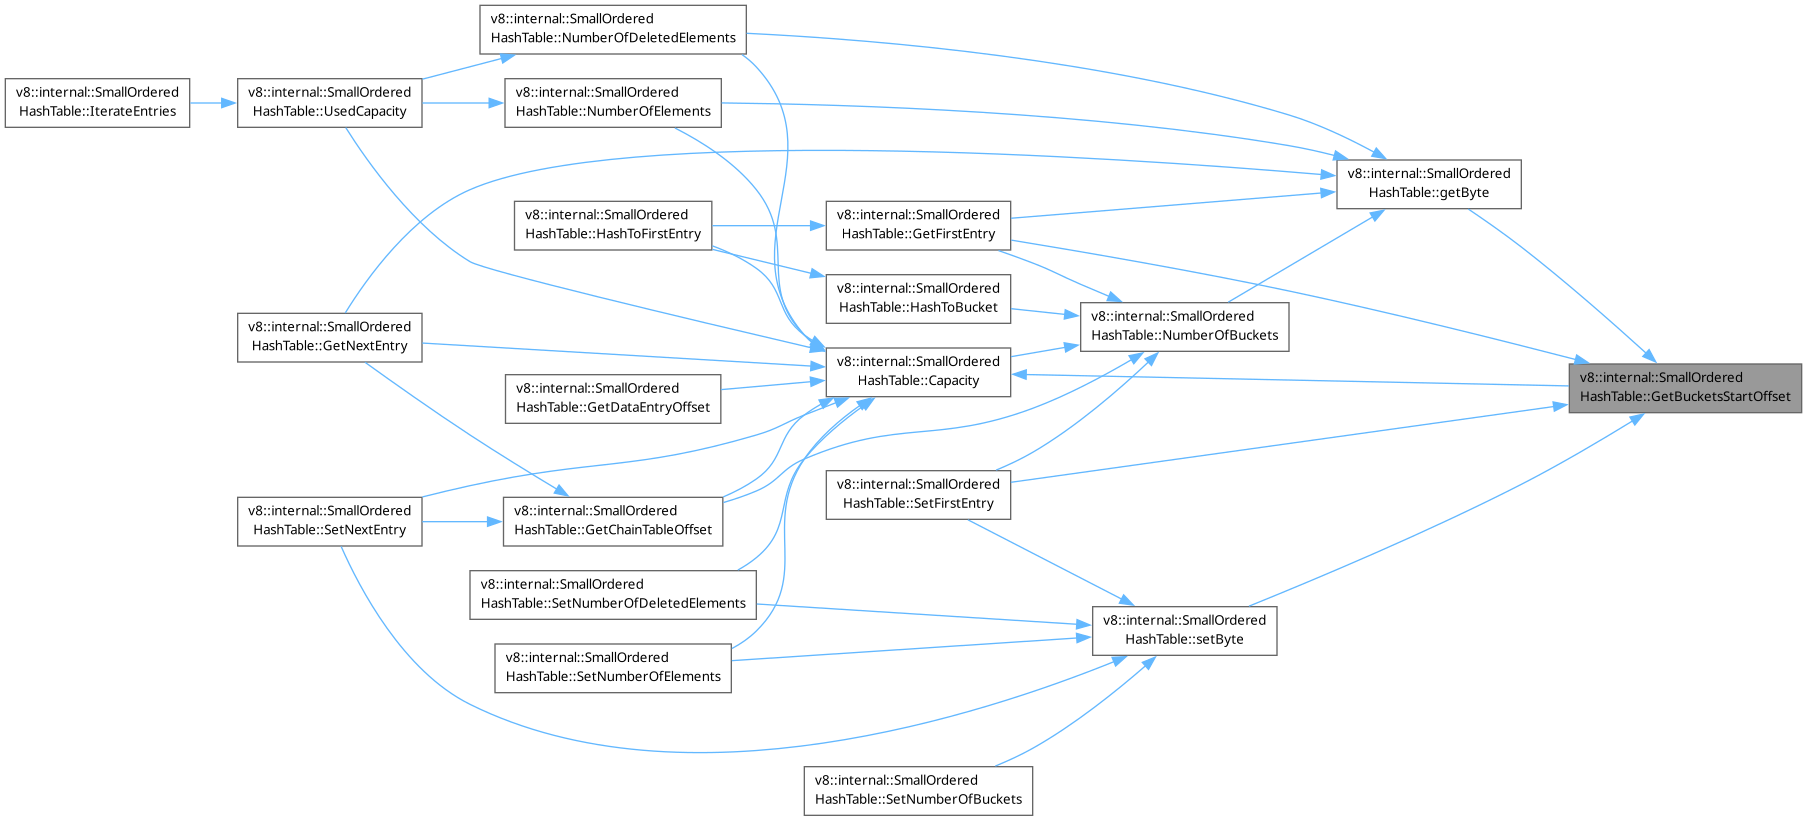 v8::internal::SmallOrdered
HashTable::NumberOfDeletedElements
v8::internal::SmallOrdered
HashTable::IterateEntries
v8::internal::SmallOrdered
HashTable::UsedCapacity
v8::internal::SmallOrdered
HashTable::NumberOfElements
v8::internal::SmallOrdered
HashTable::getByte
v8::internal::SmallOrdered
HashTable::HashToFirstEntry
v8::internal::SmallOrdered
HashTable::GetFirstEntry
v8::internal::SmallOrdered
HashTable::HashToBucket
v8::internal::SmallOrdered
HashTable::NumberOfBuckets
v8::internal::SmallOrdered
HashTable::GetNextEntry
v8::internal::SmallOrdered
HashTable::Capacity
v8::internal::SmallOrdered
HashTable::GetBucketsStartOffset
v8::internal::SmallOrdered
HashTable::GetDataEntryOffset
v8::internal::SmallOrdered
HashTable::SetFirstEntry
v8::internal::SmallOrdered
HashTable::SetNextEntry
v8::internal::SmallOrdered
HashTable::GetChainTableOffset
v8::internal::SmallOrdered
HashTable::SetNumberOfDeletedElements
v8::internal::SmallOrdered
HashTable::setByte
v8::internal::SmallOrdered
HashTable::SetNumberOfElements
v8::internal::SmallOrdered
HashTable::SetNumberOfBuckets